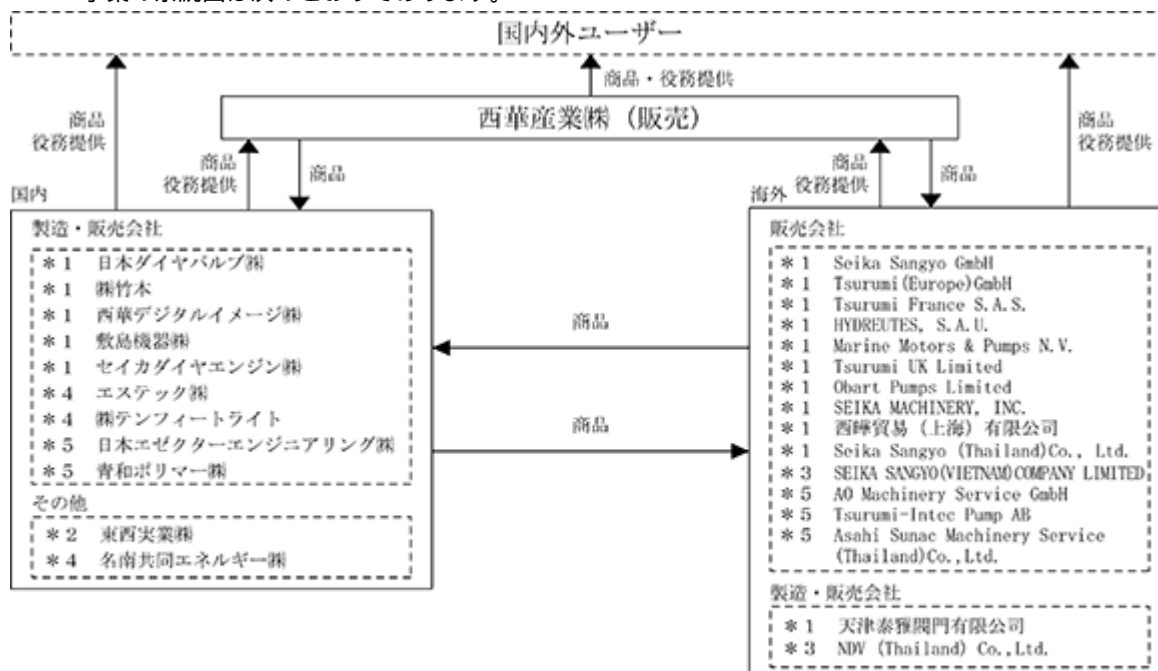 事業の系統図は次のとおりであります。
国内外ユーザー
商品・役務提供
商品
役務提供
商品
役務提供
西華産業㈱（販売）
商品
役務提供
商品
商品
役務提供
商品
国内
海外
製造・販売会社
＊1 日本ダイヤバルブ㈱
＊1 ㈱竹本
＊1 西華デジタルイメージ㈱
＊1 敷島機器㈱
＊1 セイカダイヤエンジン㈱
＊4 エステック㈱
＊4 ㈱テンフィートライト
＊5 日本エゼクターエンジニアリング㈱
＊5 青和ポリマー㈱
その他
＊2 東西実業㈱
＊4 名南共同エネルギー㈱
商品
商品
販売会社
＊1 Seika Sangyo GmbH
＊1 Tsurumi(Europe)GmbH
＊1 Tsurumi France S.A.S.
＊1 HYDREUTES, S.A.U.
＊1 Marine Motors & Pumps N.V.
＊1 Tsurumi UK Limited
＊1 Obart Pumps Limited
＊1 SEIKA MACHINERY, INC.
＊1 西曄貿易（上海）有限公司
＊1 Seika Sangyo (Thailand)Co., Ltd.
＊3 SEIKA SANGYO(VIETNAM)COMPANY LIMITED
＊5 AO Machinery Service GmbH
＊5 Tsurumi-Intec Pump AB
＊5 Asahi Sunac Machinery Service
(Thailand)Co.,Ltd.
製造・販売会社
＊1 天津泰雅閥門有限公司
＊3 NDV (Thailand) Co.,Ltd.